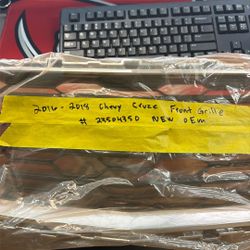 2016-2018 Chevy Cruze Front Grille
# 23504350 NEW OEM